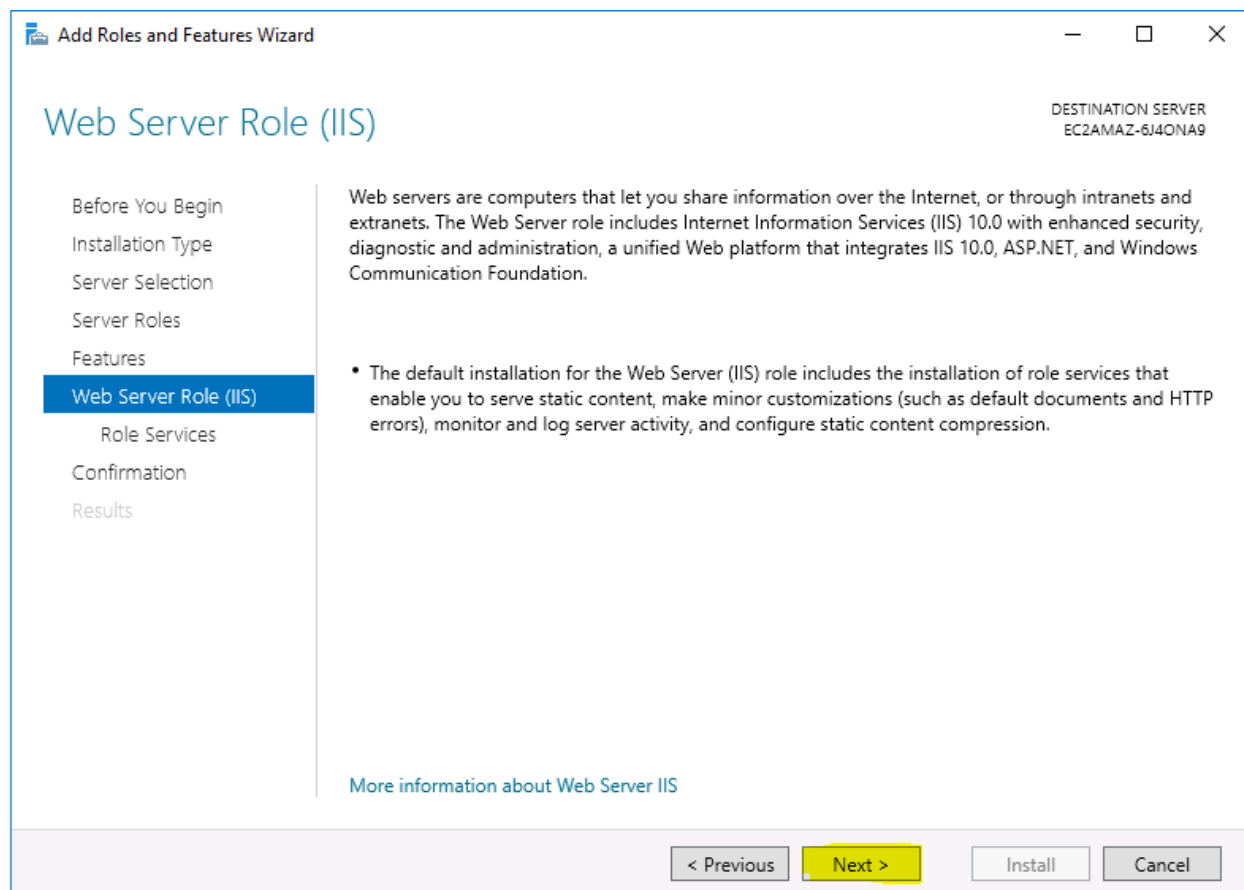 Add Roles and Features Wizard
Web Server Role (IIS)
DESTINATION SERVER
EC2AMAZ-6J4ONA9
Before You Begin
Installation Type
Server Selection
Server Roles
Features
Web Server Role (IIS)
Role Services
Confirmation
Results
Web servers are computers that let you share information over the Internet, or through intranets and
extranets. The Web Server role includes Internet Information Services (IIS) 10.0 with enhanced security,
diagnostic and administration, a unified Web platform that integrates IIS 10.0, ASP.NET, and Windows
Communication Foundation.
• The default installation for the Web Server (IIS) role includes the installation of role services that
enable you to serve static content, make minor customizations (such as default documents and HTTP
errors), monitor and log server activity, and configure static content compression.
More information about Web Server IIS
< Previous
Next >
Install
Cancel